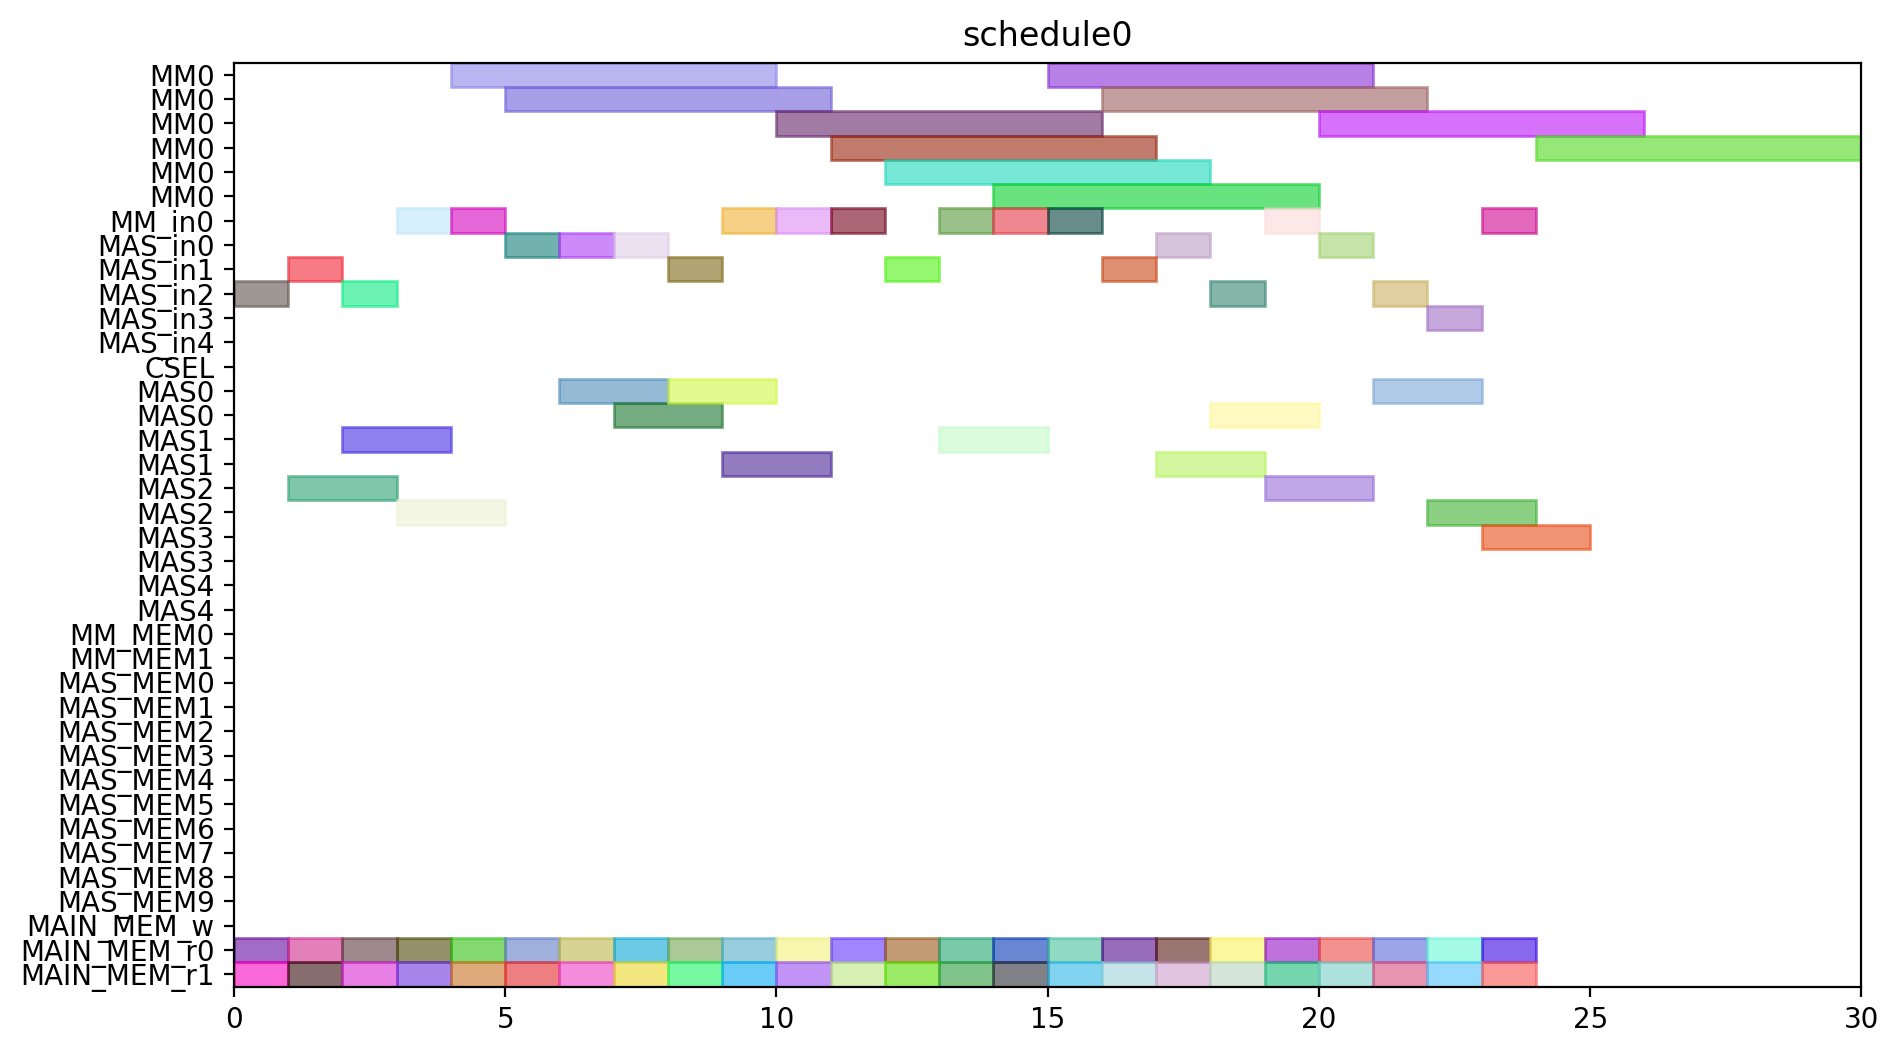 schedule0
MM0
MM0
MM0
MM0
MM0
MM0
MM_in0
MAS_in0
MAS_in1
MAS_in2
MAS_in3
MAS_in4
CSEL
MAS0
MAS0
MAS1
MAS1
MAS2
MAS2
MAS3
MAS3
MAS4
MAS4
MM_MEM0
MM_MEM1
MAS_MEM0
MAS_MEM1
MAS_MEM2
MAS_MEM3
MAS_MEM4
MAS_MEM5
MAS_MEM6
MAS_MEM7
MAS_MEM8
MAS_MEM9
MAIN_MEM_w
MAIN_MEM_r0
MAIN_MEM_r1
0 5 10 15 20 25 30